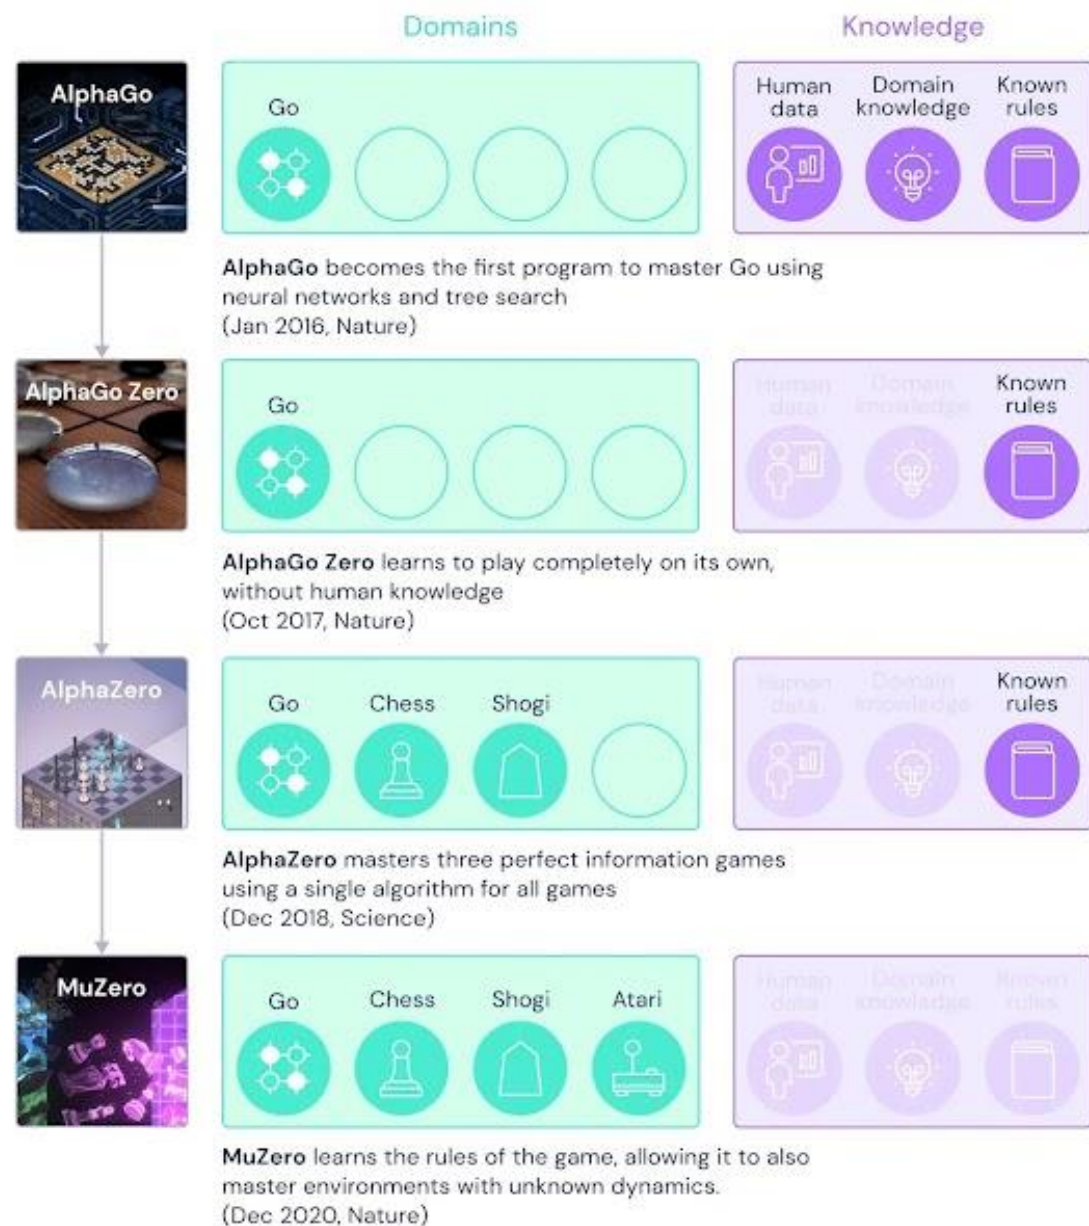 Domains
Knowledge
AlphaGo
Go
Human data
Domain knowledge
Known rules
AlphaGo becomes the first program to master Go using
neural networks and tree search
(Jan 2016, Nature)
AlphaGo Zero
Go
Human data
Domain knowledge
Known rules
AlphaGo Zero learns to play completely on its own,
without human knowledge
(Oct 2017, Nature)
AlphaZero
Go
Chess
Shogi
Human data
Domain knowledge
Known rules
AlphaZero masters three perfect information games
using a single algorithm for all games
(Dec 2018, Science)
MuZero
Go
Chess
Shogi
Atari
Human data
Domain knowledge
Known rules
MuZero learns the rules of the game, allowing it to also
master environments with unknown dynamics.
(Dec 2020, Nature)